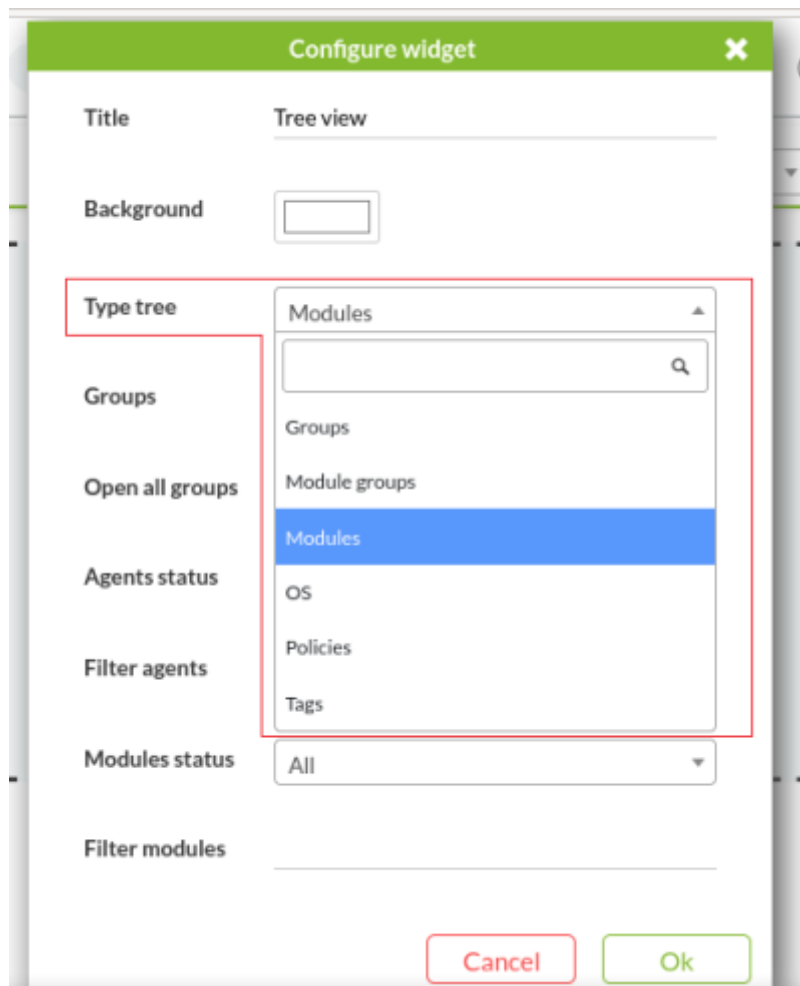 Configure widget
Title Tree view
Background
Type tree Modules
Groups
Groups
Module groups
Open all groups
Modules
Agents status
OS
Policies
Filter agents
Tags
Modules status All
Filter modules
Cancel Ok